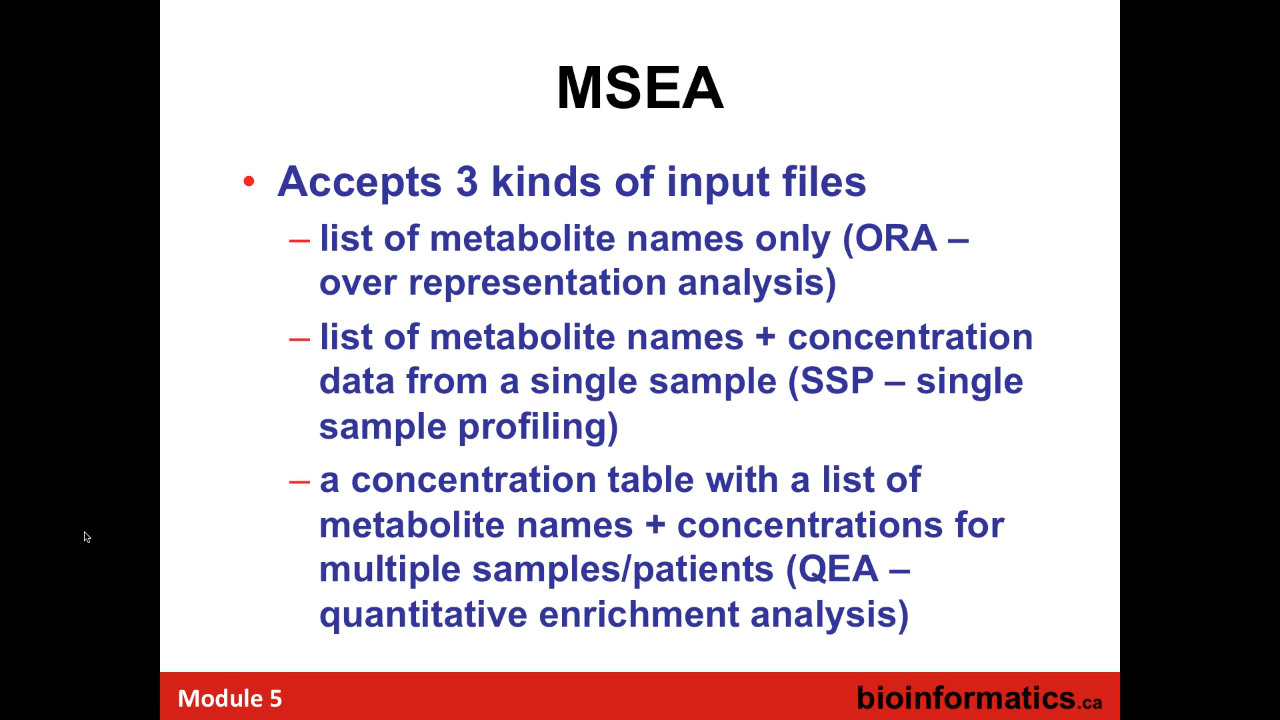 MSEA
• Accepts 3 kinds of input files
– list of metabolite names only (ORA –
over representation analysis)
– list of metabolite names + concentration
data from a single sample (SSP – single
sample profiling)
– a concentration table with a list of
metabolite names + concentrations for
multiple samples/patients (QEA –
quantitative enrichment analysis)
Module 5
bioinformatics.ca